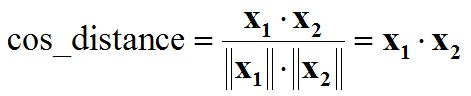 cos_distance = x₁ · x₂ / ‖x₁‖ · ‖x₂‖ = x₁ · x₂